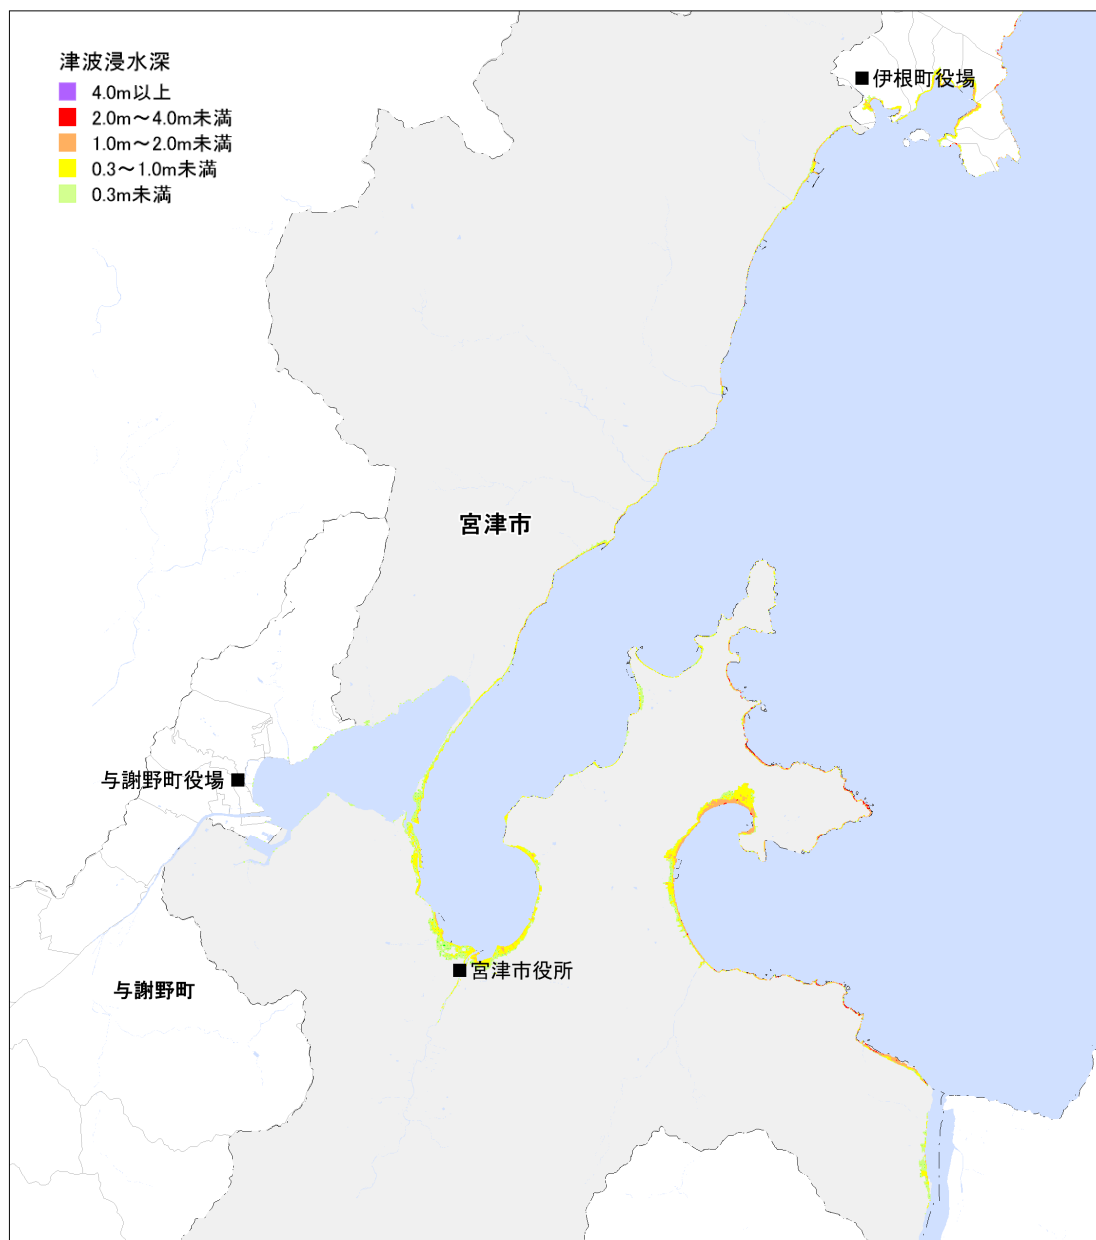 津波浸水深
4.0m以上
2.0m～4.0m未満
1.0m～2.0m未満
0.3～1.0m未満
0.3m未満
伊根町役場
宮津市
与謝野町役場
宮津市役所
与謝野町